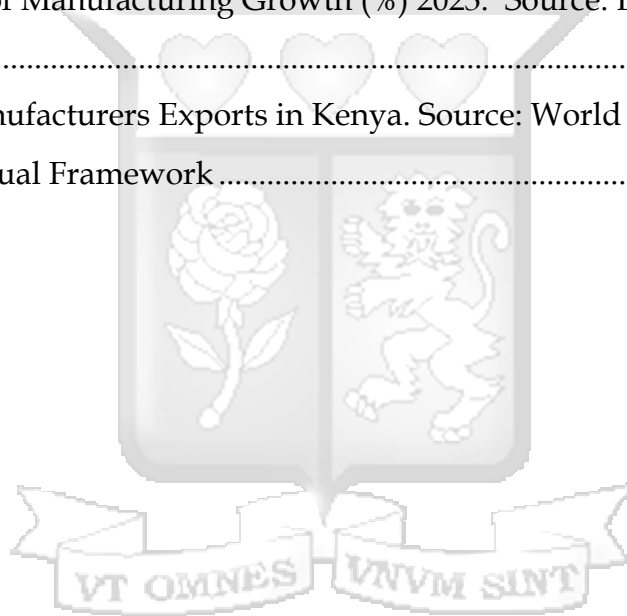 of Manufacturing Growth (%) 2023. Source:
....................................................................................
nufacturers Exports in Kenya. Source: World
ual Framework ................................................................
VT OMNES VNVM SINT